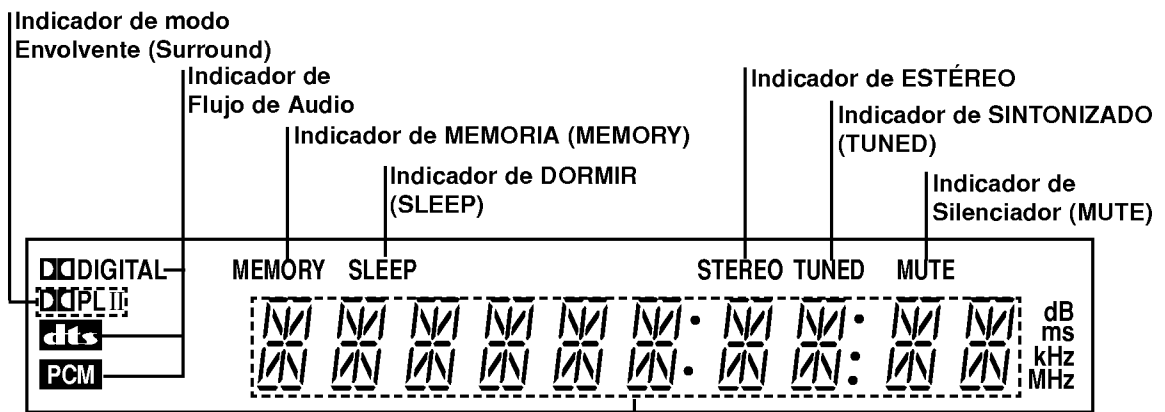 Indicador de modo
Envolvente (Surround)
Indicador de
Flujo de Audio
Indicador de MEMORIA (MEMORY)
Indicador de DORMIR
(SLEEP)
Indicador de ESTÉREO
Indicador de SINTONIZADO
(TUNED)
Indicador de
Silenciador (MUTE)
DIGITAL MEMORY SLEEP STEREO TUNED MUTE
PL II
dts
PCM
dB
ms
kHz
MHz